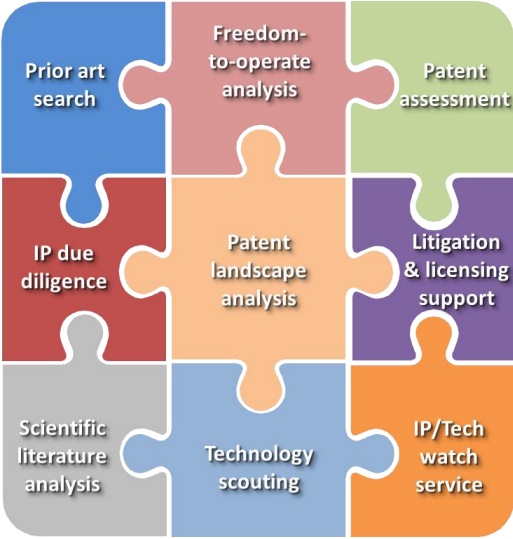 Prior art
search
Freedom-
to-operate
analysis
Patent
assessment
IP due
diligence
Patent
landscape
analysis
Litigation
& licensing
support
Scientific
literature
analysis
Technology
scouting
IP/Tech
watch
service